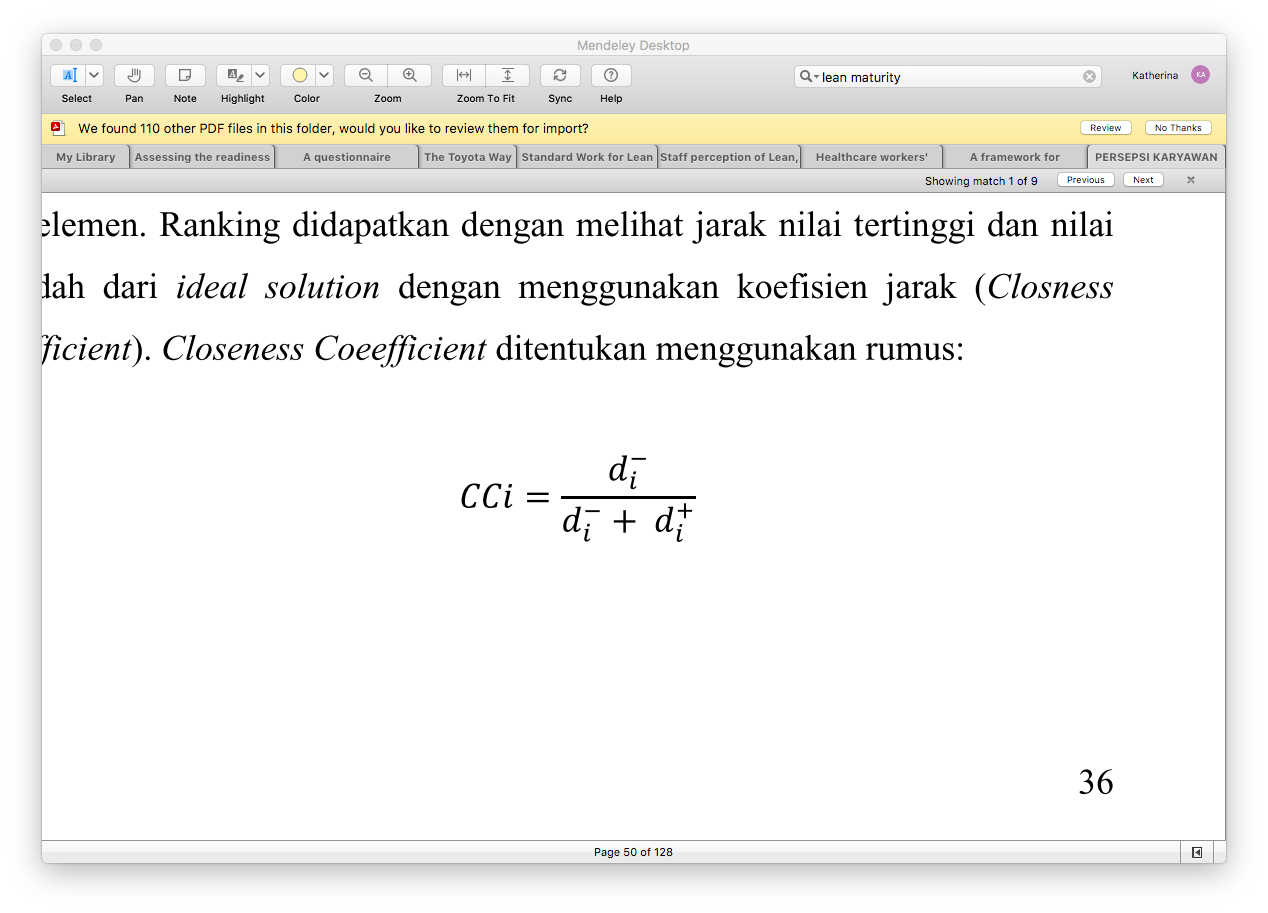 Mendeley Desktop
Select Pan Note Highlight Color Zoom Zoom To Fit Sync Help
lean maturity
Katherina KA
We found 110 other PDF files in this folder, would you like to review them for import? Review No Thanks
My Library Assessing the readiness A questionnaire The Toyota Way Standard Work for Lean Staff perception of Lean, Healthcare workers' A framework for PERSEPSI KARYAWAN
Showing match 1 of 9 Previous Next
elemen. Ranking didapatkan dengan melihat jarak nilai tertinggi dan nilai
dah dari ideal solution dengan menggunakan koefisien jarak (Closness
fficient). Closeness Coeefficient ditentukan menggunakan rumus:
CCi = d_i^- / (d_i^- + d_i^+)
36
Page 50 of 128